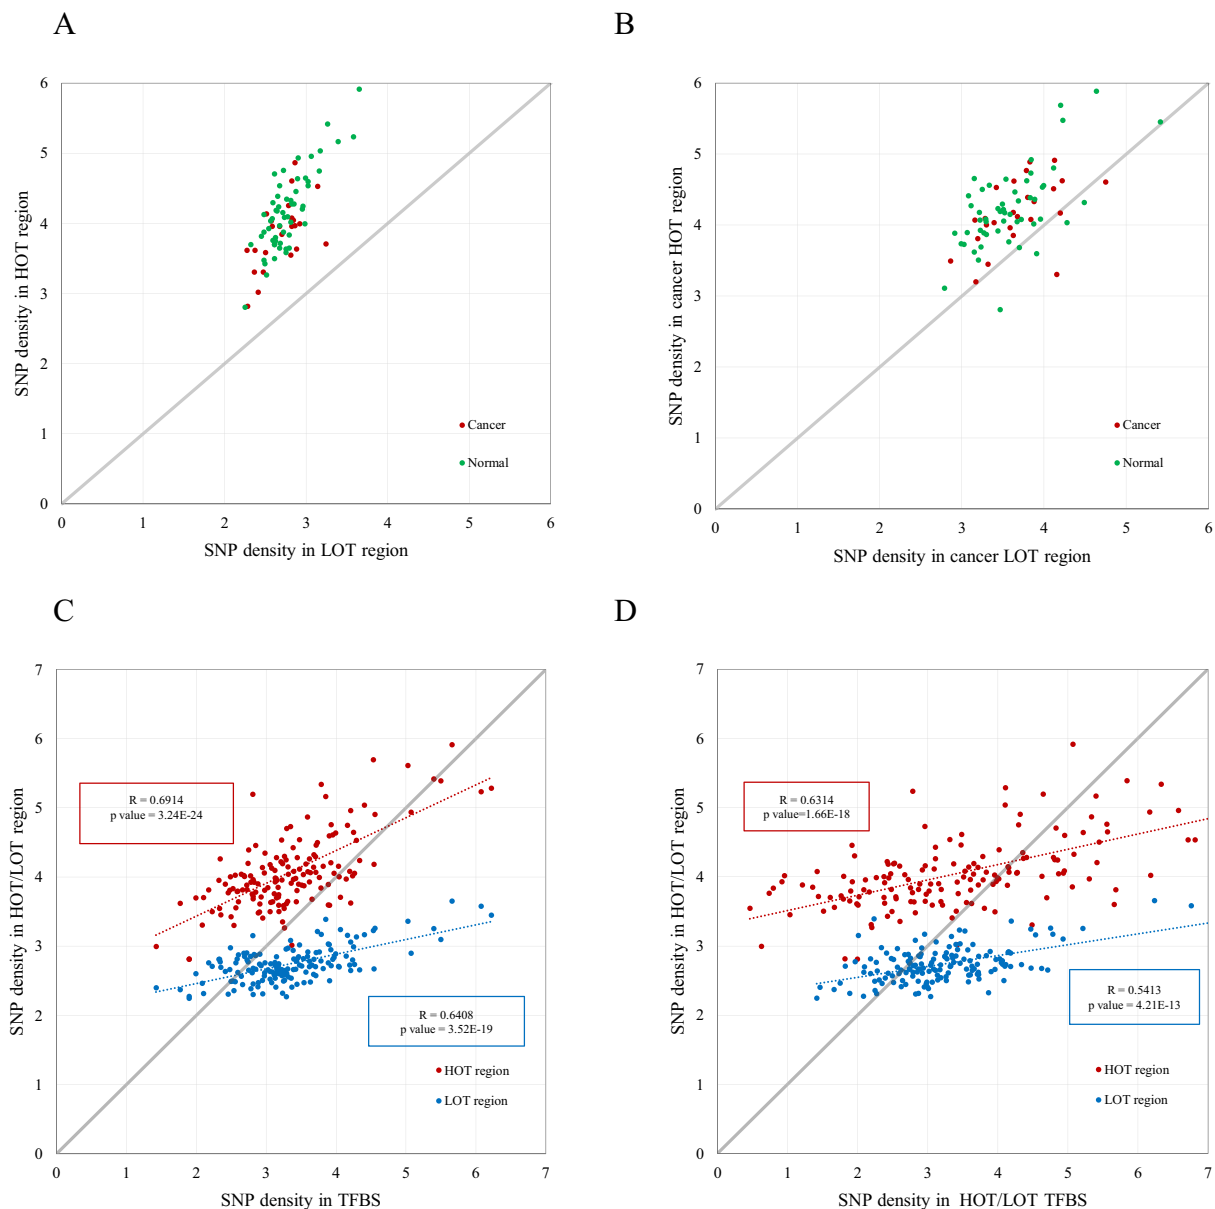 A
SNP density in HOT region
6
5
4
3
2
1
0
0 1 2 3 4 5 6
SNP density in LOT region
Cancer
Normal
B
SNP density in cancer HOT region
6
5
4
3
2
1
0
0 1 2 3 4 5 6
SNP density in cancer LOT region
Cancer
Normal
C
SNP density in HOT/LOT region
7
6
5
4
3
2
1
0
0 1 2 3 4 5 6 7
SNP density in TFBS
R = 0.6914
p value = 3.24E-24
R = 0.6408
p value = 3.52E-19
HOT region
LOT region
D
SNP density in HOT/LOT region
7
6
5
4
3
2
1
0
0 1 2 3 4 5 6 7
SNP density in HOT/LOT TFBS
R = 0.6314
p value=1.66E-18
R = 0.5413
p value = 4.21E-13
HOT region
LOT region